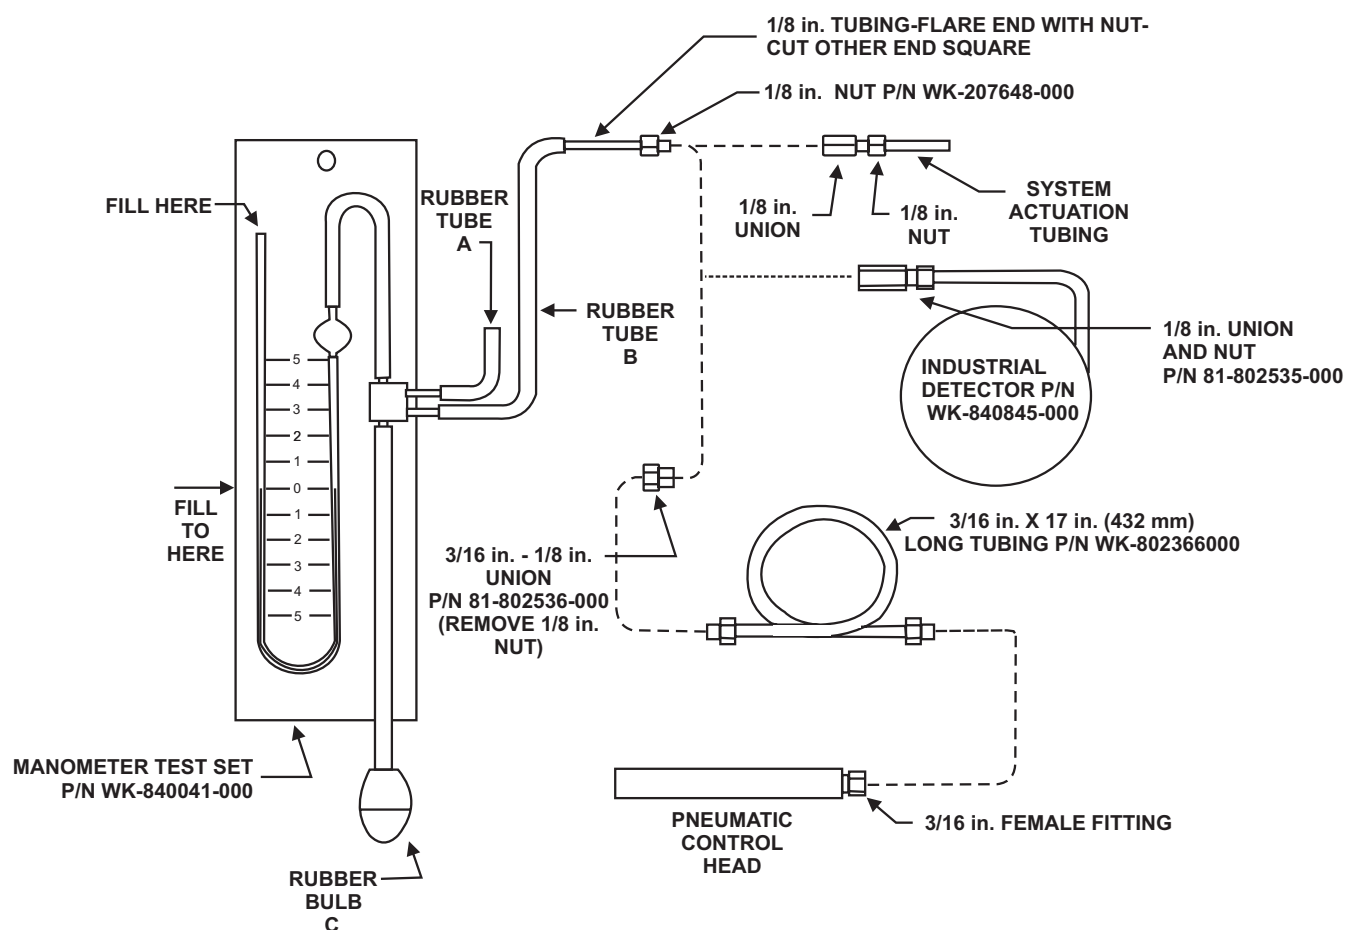 1/8 in. TUBING-FLARE END WITH NUT-
CUT OTHER END SQUARE
1/8 in.  NUT P/N WK-207648-000
FILL HERE
RUBBER
TUBE
A
1/8 in.
UNION
1/8 in.
NUT
SYSTEM
ACTUATION
TUBING
RUBBER
TUBE
B
1/8 in. UNION
AND NUT
P/N 81-802535-000
INDUSTRIAL
DETECTOR P/N
WK-840845-000
5
4
3
2
1
0
1
2
3
4
5
FILL
TO
HERE
3/16 in. - 1/8 in.
UNION
P/N 81-802536-000
(REMOVE 1/8 in.
NUT)
3/16 in. X 17 in. (432 mm)
LONG TUBING P/N WK-802366000
MANOMETER TEST SET
P/N WK-840041-000
PNEUMATIC
CONTROL
HEAD
3/16 in. FEMALE FITTING
RUBBER
BULB
C